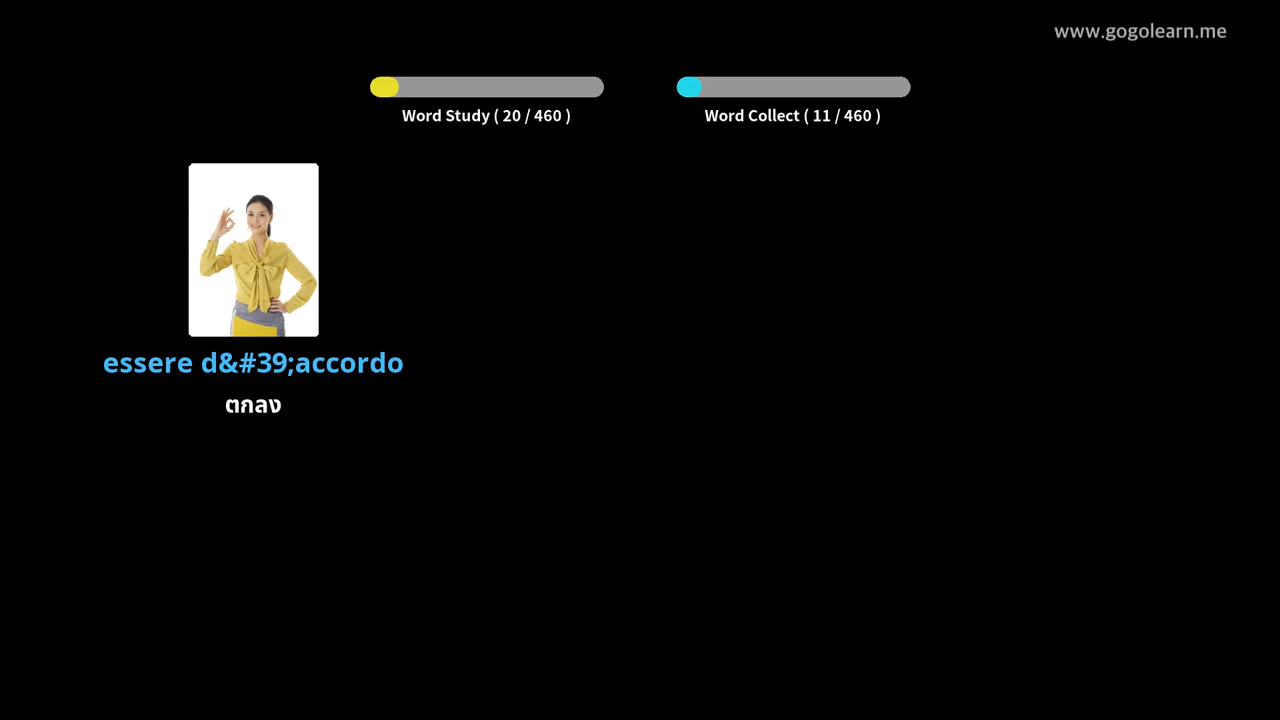 www.gogolearn.me
Word Study ( 20 / 460 )
Word Collect ( 11 / 460 )
essere d&#39;accordo
ตกลง